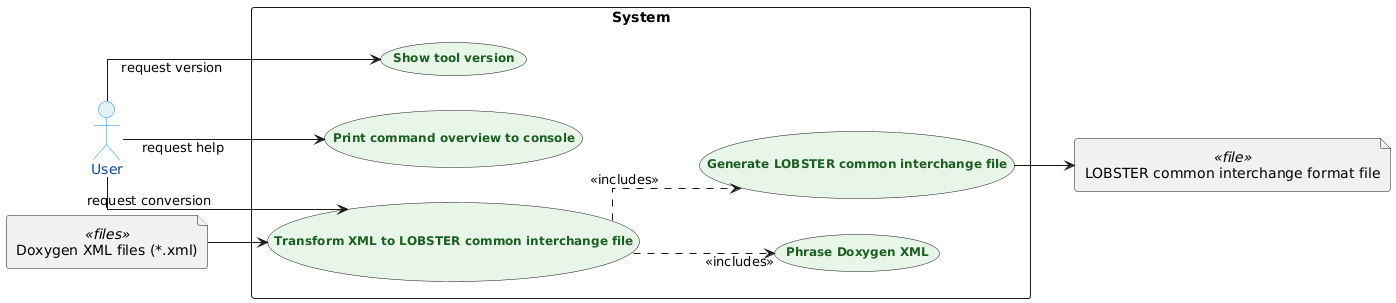 System
Show tool version
request version
Print command overview to console
request help
User
Generate LOBSTER common interchange file
«file»
LOBSTER common interchange format file
«includes»
request conversion
«files»
Doxygen XML files (*.xml)
Transform XML to LOBSTER common interchange file
Phrase Doxygen XML
«includes»